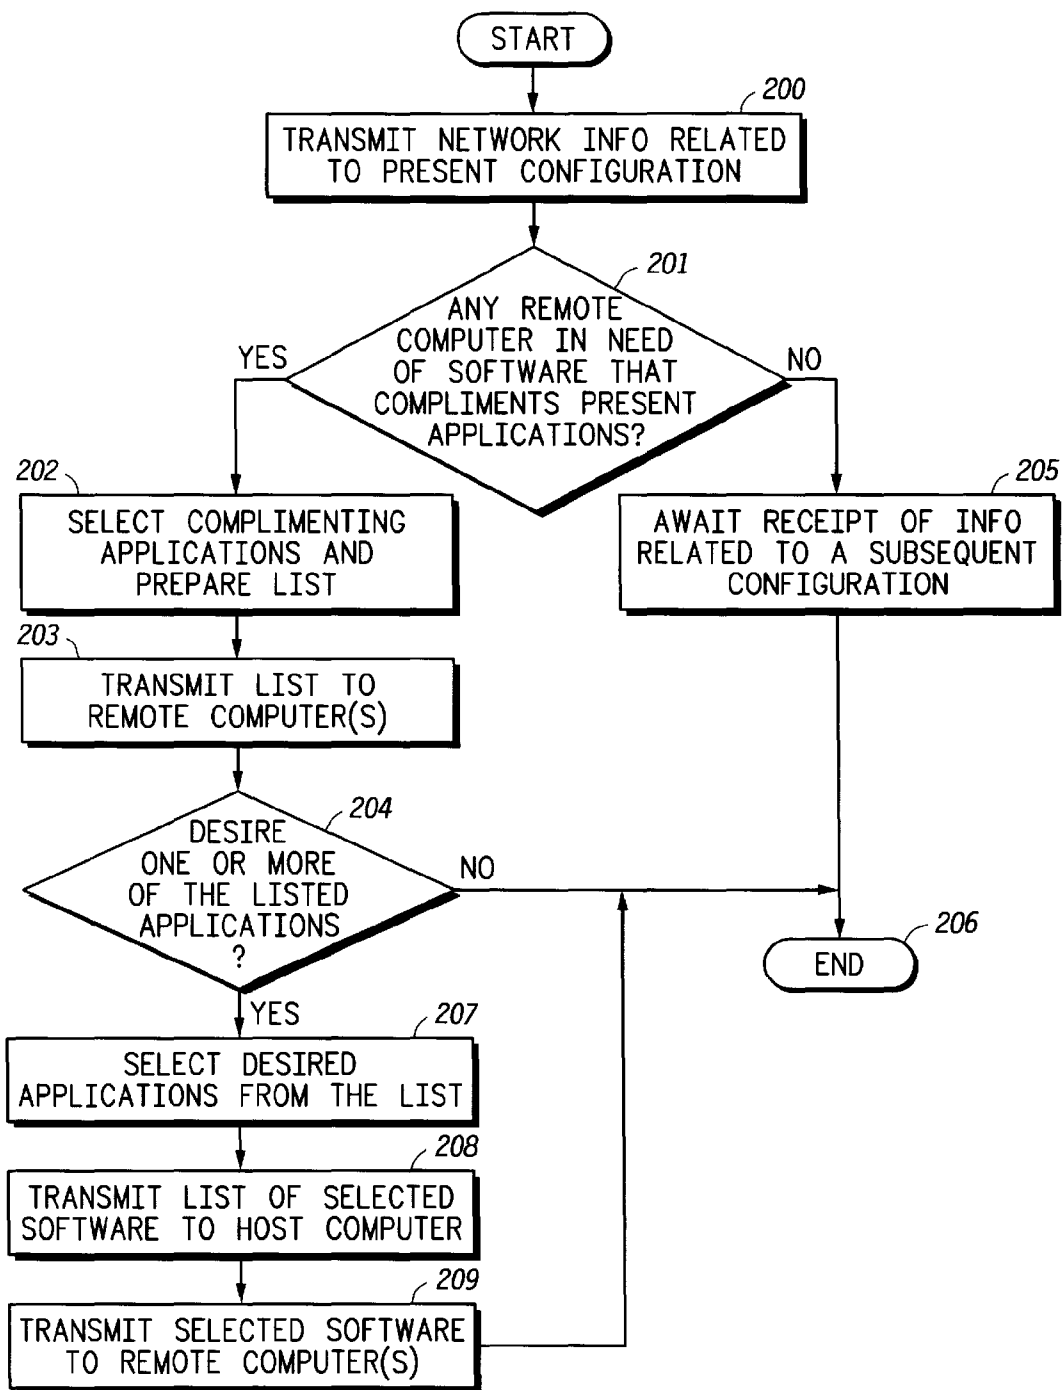 START
200
TRANSMIT NETWORK INFO RELATED
TO PRESENT CONFIGURATION
201
ANY REMOTE
COMPUTER IN NEED
OF SOFTWARE THAT
COMPLIMENTS PRESENT
APPLICATIONS?
YES
NO
202
SELECT COMPLIMENTING
APPLICATIONS AND
PREPARE LIST
205
AWAIT RECEIPT OF INFO
RELATED TO A SUBSEQUENT
CONFIGURATION
203
TRANSMIT LIST TO
REMOTE COMPUTER(S)
204
DESIRE
ONE OR MORE
OF THE LISTED
APPLICATIONS
?
NO
206
END
YES
207
SELECT DESIRED
APPLICATIONS FROM THE LIST
208
TRANSMIT LIST OF SELECTED
SOFTWARE TO HOST COMPUTER
209
TRANSMIT SELECTED SOFTWARE
TO REMOTE COMPUTER(S)